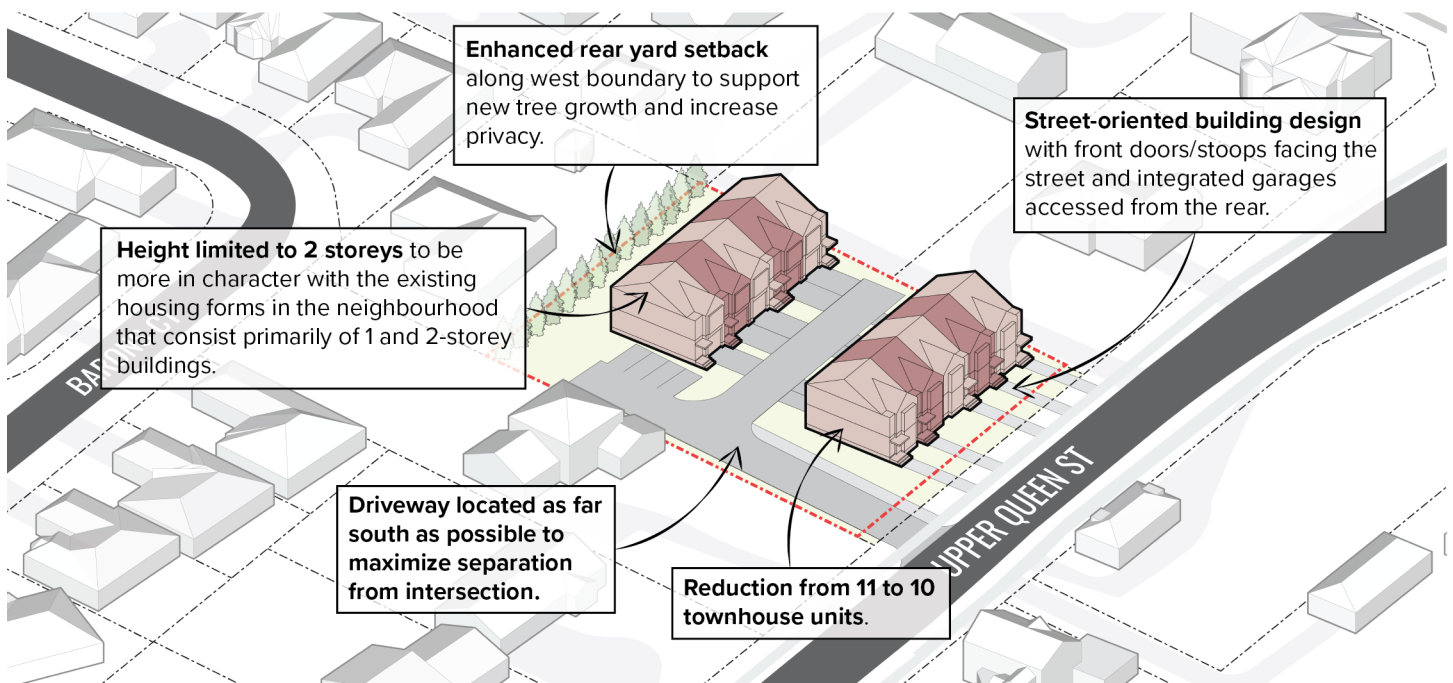 Enhanced rear yard setback
along west boundary to support
new tree growth and increase
privacy.
Street-oriented building design
with front doors/stoops facing the
street and integrated garages
accessed from the rear.
Height limited to 2 storeys to be
more in character with the existing
housing forms in the neighbourhood
that consist primarily of 1 and 2-storey
buildings.
Driveway located as far
south as possible to
maximize separation
from intersection.
Reduction from 11 to 10
townhouse units.
UPPER QUEEN ST